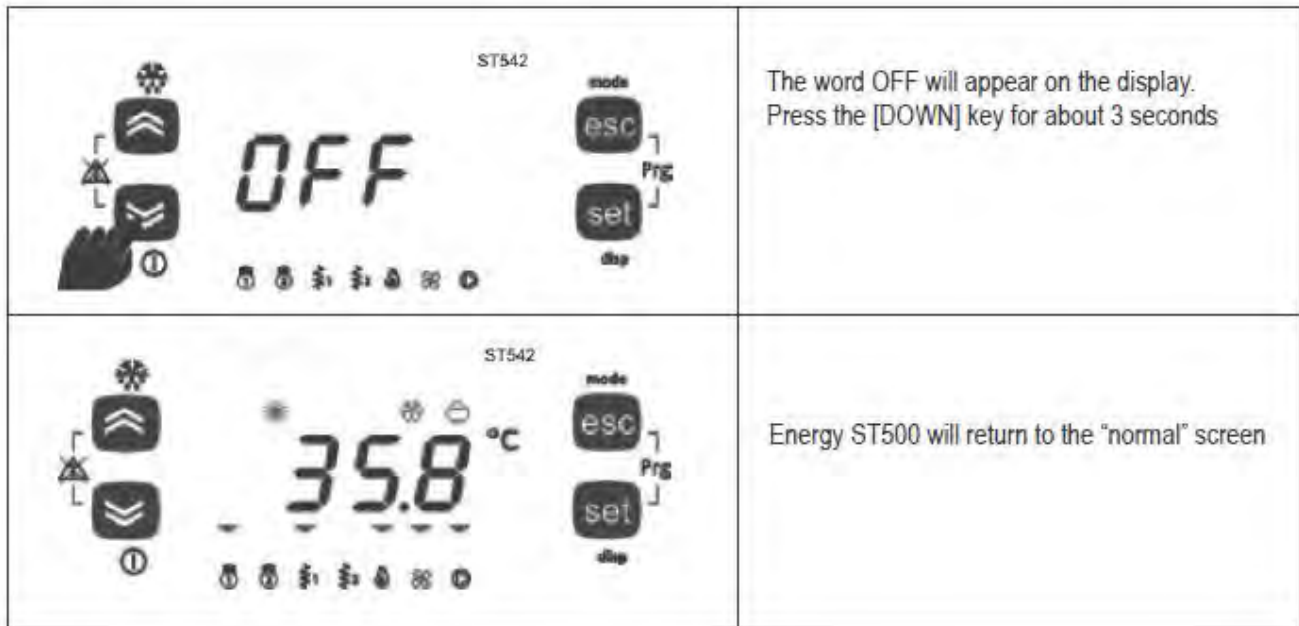 ST542
mode
esc
OFF
Prg
set
disp
The word OFF will appear on the display.
Press the [DOWN] key for about 3 seconds
ST542
mode
esc
35.8 °C
Prg
set
disp
Energy ST500 will return to the “normal” screen